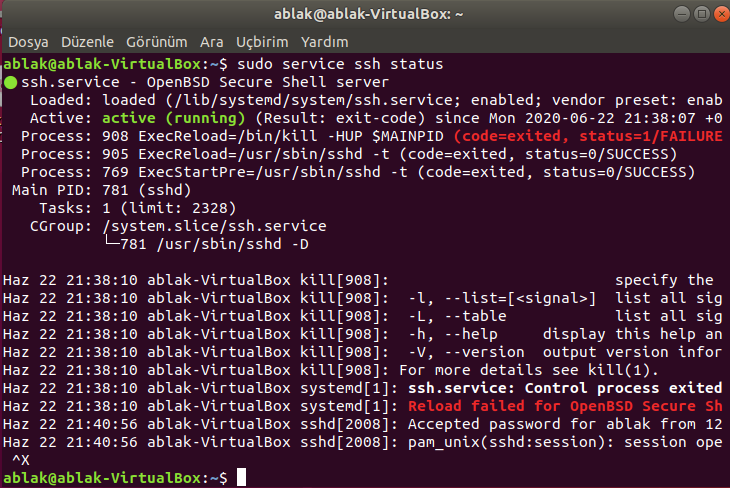 ablak@ablak-VirtualBox: ~
Dosya Düzenle Görünüm Ara Uçbirim Yardım
ablak@ablak-VirtualBox:~$ sudo service ssh status
● ssh.service - OpenBSD Secure Shell server
   Loaded: loaded (/lib/systemd/system/ssh.service; enabled; vendor preset: enab
   Active: active (running) (Result: exit-code) since Mon 2020-06-22 21:38:07 +0
  Process: 908 ExecReload=/bin/kill -HUP $MAINPID (code=exited, status=1/FAILURE
  Process: 905 ExecReload=/usr/sbin/sshd -t (code=exited, status=0/SUCCESS)
  Process: 769 ExecStartPre=/usr/sbin/sshd -t (code=exited, status=0/SUCCESS)
 Main PID: 781 (sshd)
    Tasks: 1 (limit: 2328)
   CGroup: /system.slice/ssh.service
           └─781 /usr/sbin/sshd -D
Haz 22 21:38:10 ablak-VirtualBox kill[908]:                         specify the
Haz 22 21:38:10 ablak-VirtualBox kill[908]:  -l, --list=[<signal>]  list all sig
Haz 22 21:38:10 ablak-VirtualBox kill[908]:  -L, --table            list all sig
Haz 22 21:38:10 ablak-VirtualBox kill[908]:  -h, --help     display this help an
Haz 22 21:38:10 ablak-VirtualBox kill[908]:  -V, --version  output version infor
Haz 22 21:38:10 ablak-VirtualBox kill[908]: For more details see kill(1).
Haz 22 21:38:10 ablak-VirtualBox systemd[1]: ssh.service: Control process exited
Haz 22 21:38:10 ablak-VirtualBox systemd[1]: Reload failed for OpenBSD Secure Sh
Haz 22 21:40:56 ablak-VirtualBox sshd[2008]: Accepted password for ablak from 12
Haz 22 21:40:56 ablak-VirtualBox sshd[2008]: pam_unix(sshd:session): session ope
 ^X
ablak@ablak-VirtualBox:~$